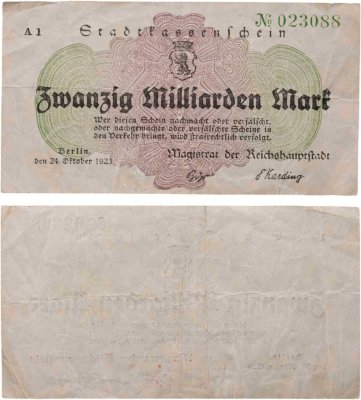 № 023088
A1 Stadtkassenschein
Zwanzig Milliarden Mark
Wer diesen Schein nachmacht oder verfälscht,
oder nachgemachte oder verfälschte Scheine in
den Verkehr bringt, wird strafrechtlich verfolgt.
Berlin,
den 24. Oktober 1923.
Magistrat der Reichshauptstadt